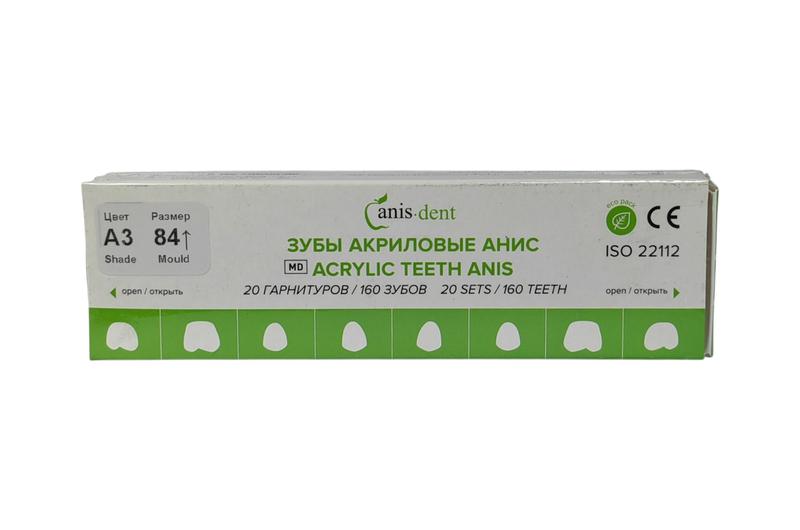 anis·dent
eco pack
CE
Цвет Размер
A3 84↑
Shade Mould
ЗУБЫ АКРИЛОВЫЕ АНИС
MD ACRYLIC TEETH ANIS
ISO 22112
20 ГАРНИТУРОВ / 160 ЗУБОВ 20 SETS / 160 TEETH
open / открыть
open / открыть